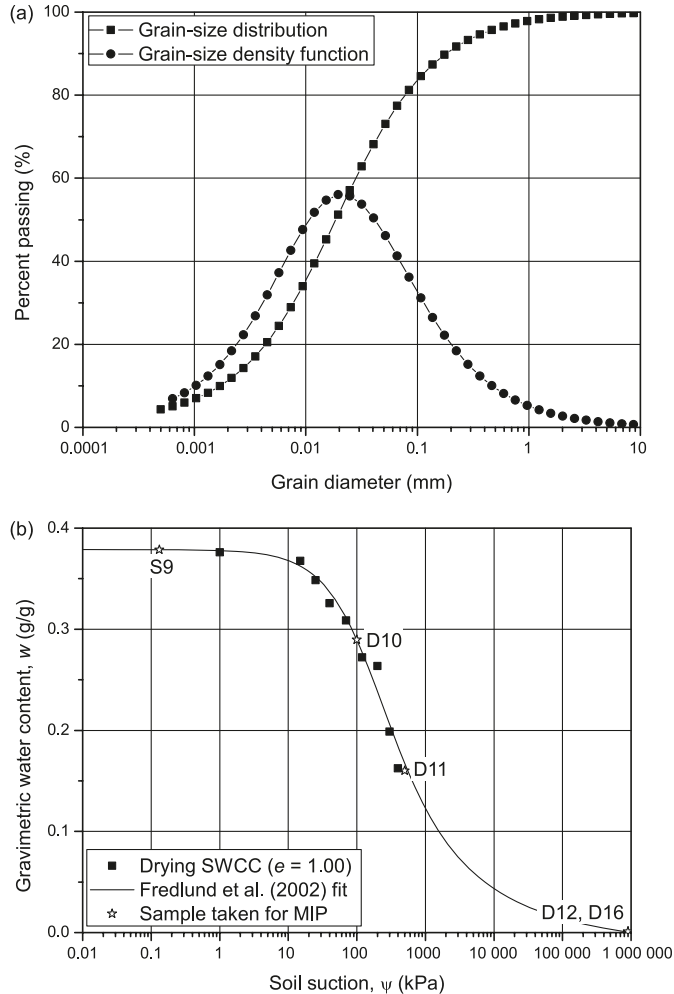 (a)
100
80
60
40
20
0
Percent passing (%)
Grain-size distribution
Grain-size density function
0.0001
0.001
0.01
0.1
1
10
Grain diameter (mm)
(b)
0.4
0.3
0.2
0.1
0.0
Gravimetric water content, w (g/g)
S9
D10
D11
D12, D16
Drying SWCC (e = 1.00)
Fredlund et al. (2002) fit
Sample taken for MIP
0.01
0.1
1
10
100
1000
10 000
100 000
1 000 000
Soil suction, ψ (kPa)